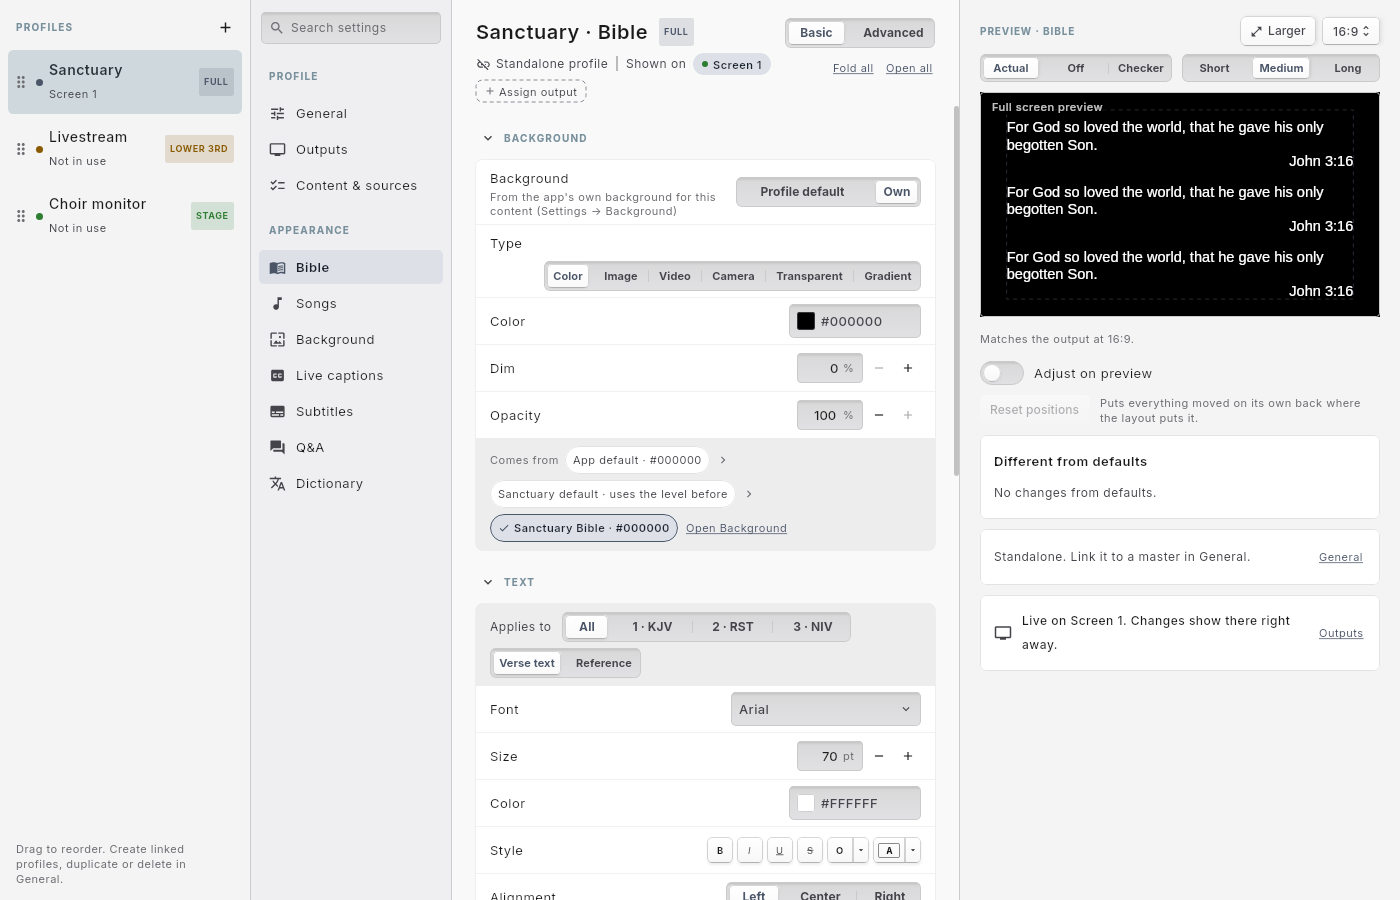 PROFILES
Sanctuary
Screen 1
FULL
Livestream
Not in use
LOWER 3RD
Choir monitor
Not in use
STAGE
Drag to reorder. Create linked
profiles, duplicate or delete in
General.
Search settings
PROFILE
General
Outputs
Content & sources
APPEARANCE
Bible
Songs
Background
Live captions
Subtitles
Q&A
Dictionary
Sanctuary · Bible FULL
Basic Advanced
Standalone profile | Shown on Screen 1
+ Assign output
Fold all Open all
BACKGROUND
Background
From the app's own background for this
content (Settings → Background)
Profile default Own
Type
Color Image Video Camera Transparent Gradient
Color #000000
Dim 0 % − +
Opacity 100 % − +
Comes from App default · #000000
Sanctuary default · uses the level before
Sanctuary Bible · #000000 Open Background
TEXT
Applies to All 1 · KJV 2 · RST 3 · NIV
Verse text Reference
Font Arial
Size 70 pt − +
Color #FFFFFF
Style B I U S O A
Alignment Left Center Right
PREVIEW · BIBLE
Larger 16:9
Actual Off Checker Short Medium Long
Full screen preview
For God so loved the world, that he gave his only
begotten Son.
John 3:16
For God so loved the world, that he gave his only
begotten Son.
John 3:16
For God so loved the world, that he gave his only
begotten Son.
John 3:16
Matches the output at 16:9.
Adjust on preview
Reset positions
Puts everything moved on its own back where
the layout puts it.
Different from defaults
No changes from defaults.
Standalone. Link it to a master in General. General
Live on Screen 1. Changes show there right
away.
Outputs